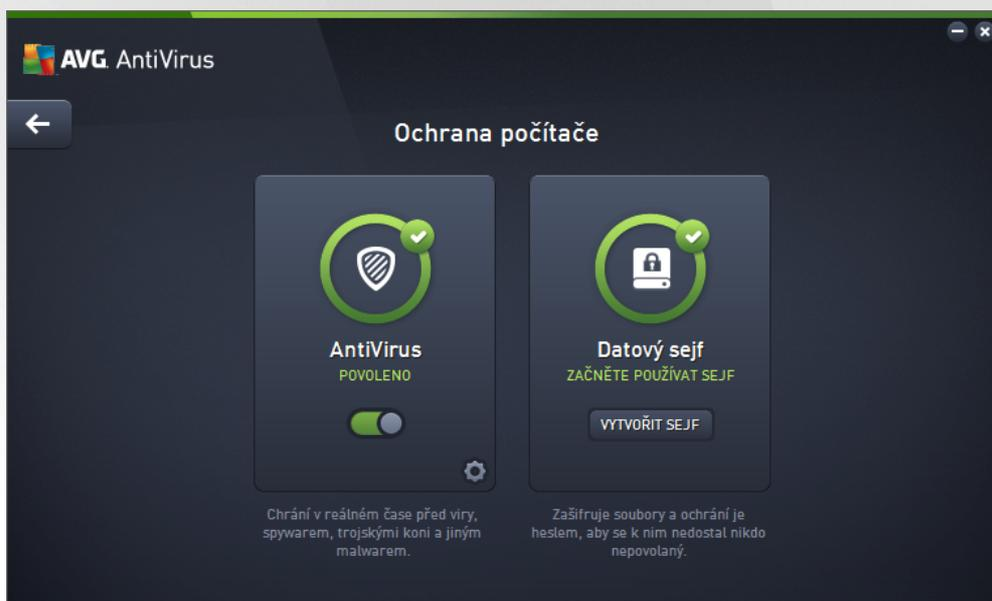 AVG. AntiVirus
Ochrana počítače
AntiVirus
POVOLENO
Chrání v reálném čase před viry,
spywarem, trojskými koni a jiným
malwarem.
Datový sejf
ZAČNĚTE POUŽÍVAT SEJF
VYTVOŘIT SEJF
Zašifruje soubory a ochrání je
heslem, aby se k nim nedostal nikdo
nepovolaný.